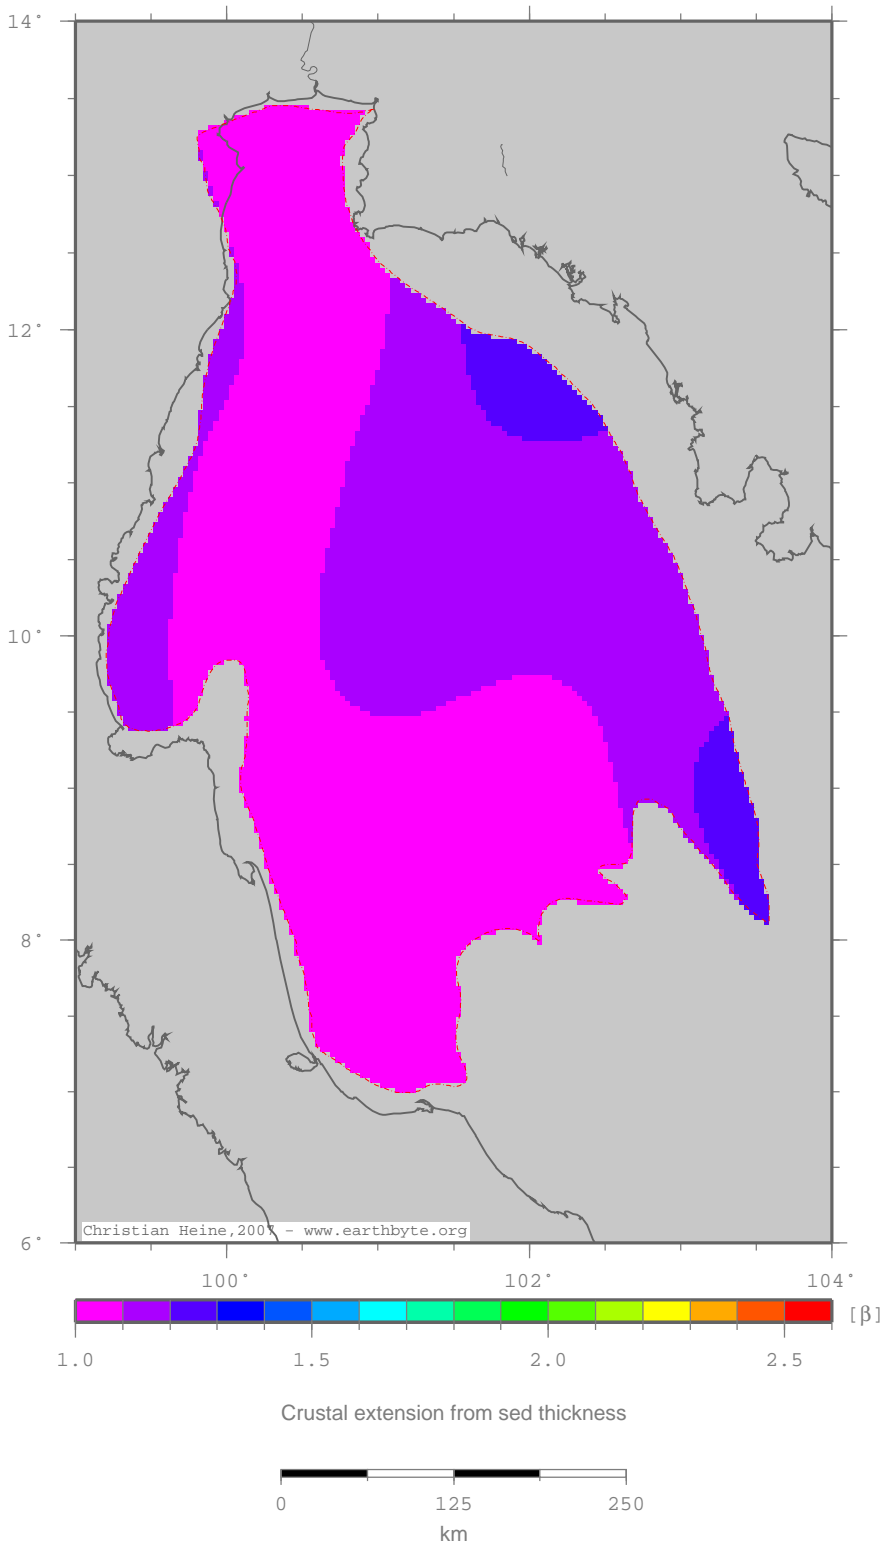 14°
12°
10°
8°
6°
Christian Heine,2007 - www.earthbyte.org
100° 102° 104°
[β]
1.0 1.5 2.0 2.5
Crustal extension from sed thickness
0 125 250
km